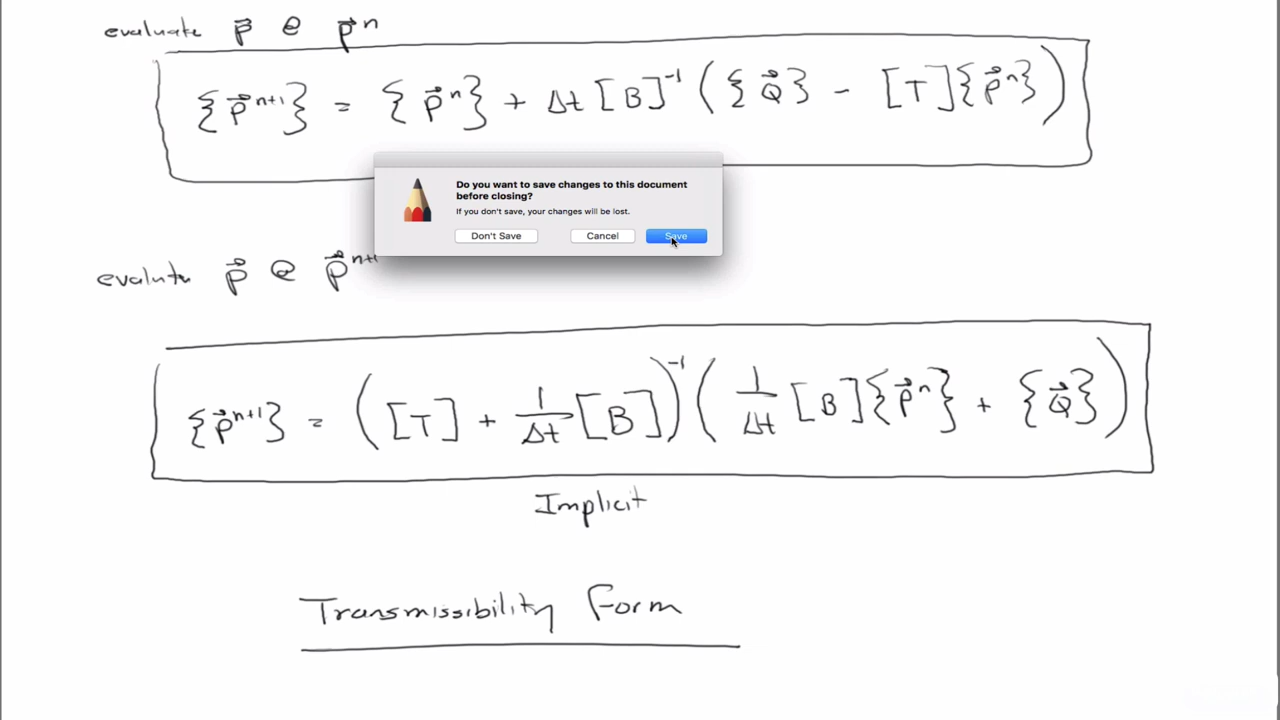 evaluate p⃗ @ p⃗ⁿ
{p⃗ⁿ⁺¹} = {p⃗ⁿ} + Δt [B]⁻¹ ({Q⃗} - [T]{p⃗ⁿ})
Do you want to save changes to this document
before closing?
If you don't save, your changes will be lost.
Don't Save Cancel Save
evaluate p⃗ @ p⃗ⁿ⁺¹
{p⃗ⁿ⁺¹} = ([T] + 1/Δt [B])⁻¹ (1/Δt [B]{p⃗ⁿ} + {Q⃗})
Implicit
Transmissibility Form